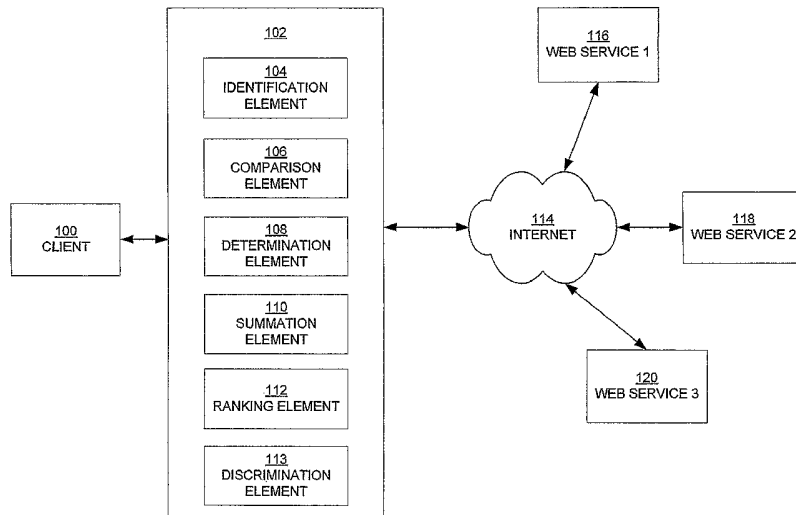 102
104
IDENTIFICATION
ELEMENT
106
COMPARISON
ELEMENT
108
DETERMINATION
ELEMENT
110
SUMMATION
ELEMENT
112
RANKING ELEMENT
113
DISCRIMINATION
ELEMENT
100
CLIENT
114
INTERNET
116
WEB SERVICE 1
118
WEB SERVICE 2
120
WEB SERVICE 3